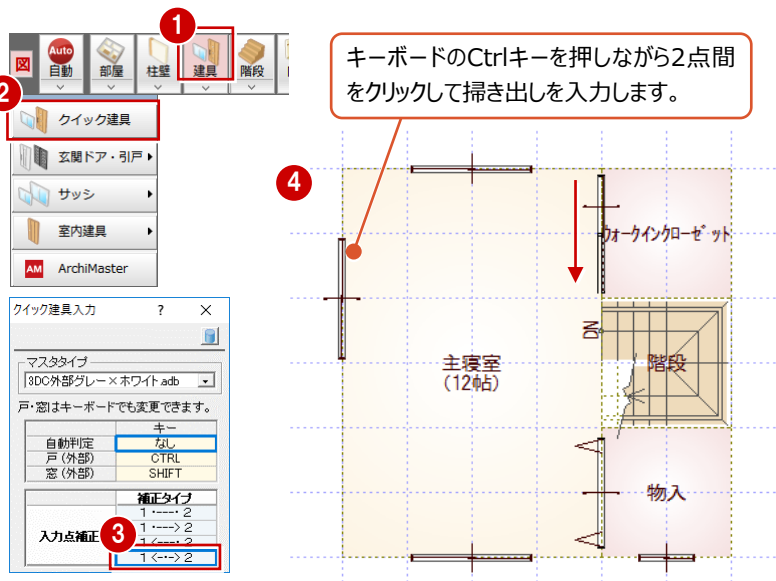 1
図
Auto
自動
部屋
柱壁
建具
階段
2
クイック建具
玄関ドア・引戸
サッシ
室内建具
AM ArchiMaster
クイック建具入力 ? ×
マスタタイプ
3DC外部グレー×ホワイト.adb
戸・窓はキーボードでも変更できます。
キー
自動判定 なし
戸(外部) CTRL
窓(外部) SHIFT
補正タイプ
入力点補正
1 ・---・ 2
1 ・---> 2
1 <---・ 2
3
1 <-・-> 2
キーボードのCtrlキーを押しながら2点間
をクリックして掃き出しを入力します。
4
ウォークインクローゼット
DN
階段
主寝室
(12帖)
物入